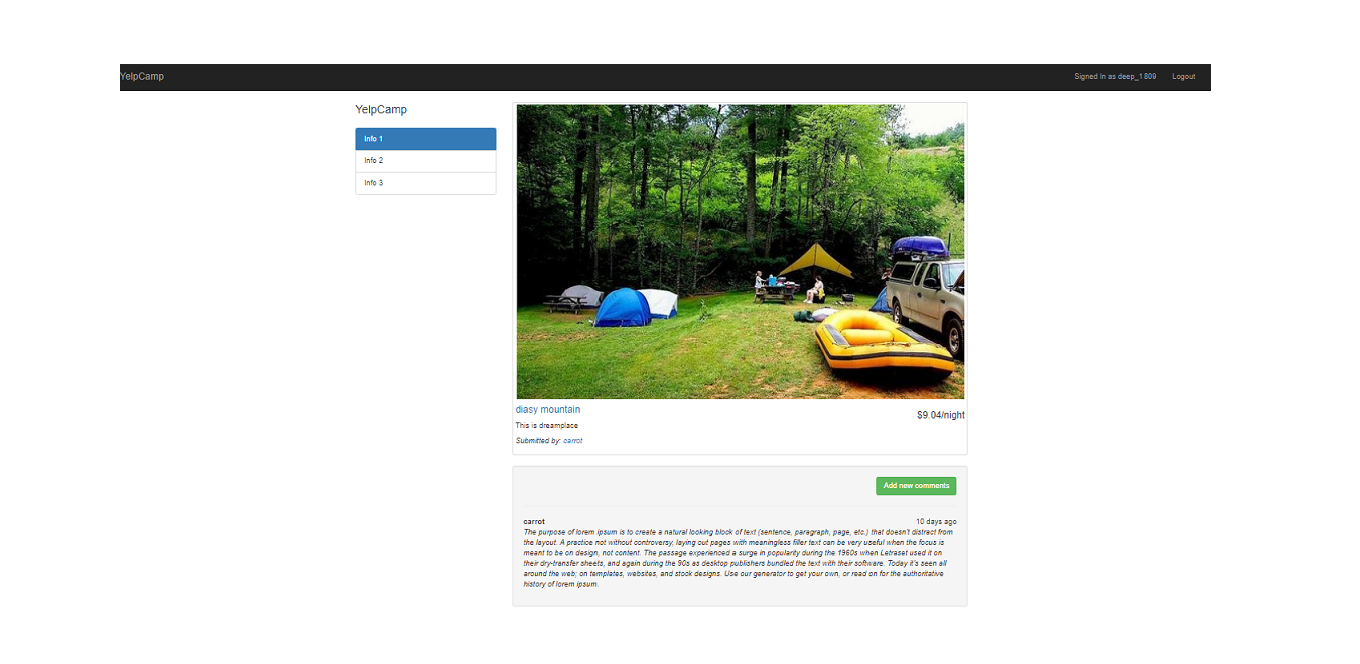 YelpCamp
Signed In as deep_1809
Logout
YelpCamp
Info 1
Info 2
Info 3
diasy mountain
$9.04/night
This is dreamplace
Submitted by: carrot
Add new comments
carrot
10 days ago
The purpose of lorem ipsum is to create a natural looking block of text (sentence, paragraph, page, etc.) that doesn't distract from
the layout. A practice not without controversy, laying out pages with meaningless filler text can be very useful when the focus is
meant to be on design, not content. The passage experienced a surge in popularity during the 1960s when Letraset used it on
their dry-transfer sheets, and again during the 90s as desktop publishers bundled the text with their software. Today it's seen all
around the web; on templates, websites, and stock designs. Use our generator to get your own, or read on for the authoritative
history of lorem ipsum.